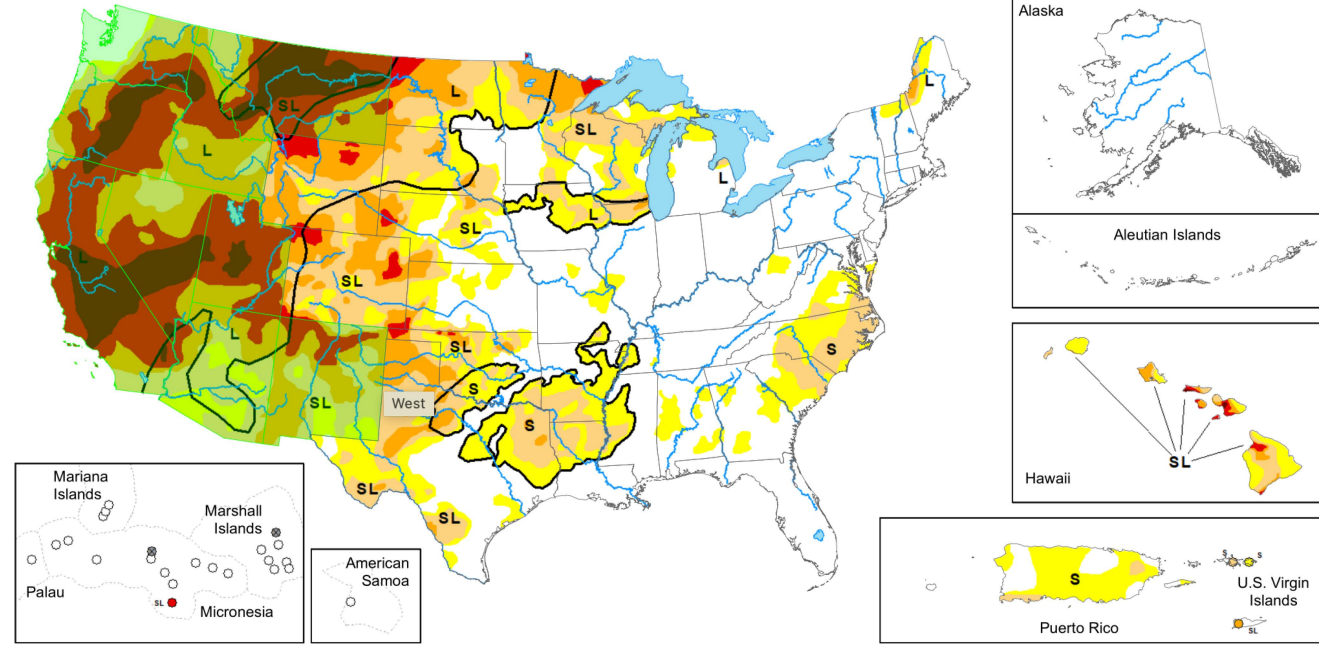 Alaska
L
SL
L
SL
L
L
L
SL
L
Aleutian Islands
L
SL
L
SL
S
S
West
SL
S
SL
SL
SL
Hawaii
Mariana
Islands
Marshall
Islands
Palau
SL
Micronesia
American
Samoa
S
S
S
U.S. Virgin
Islands
SL
Puerto Rico